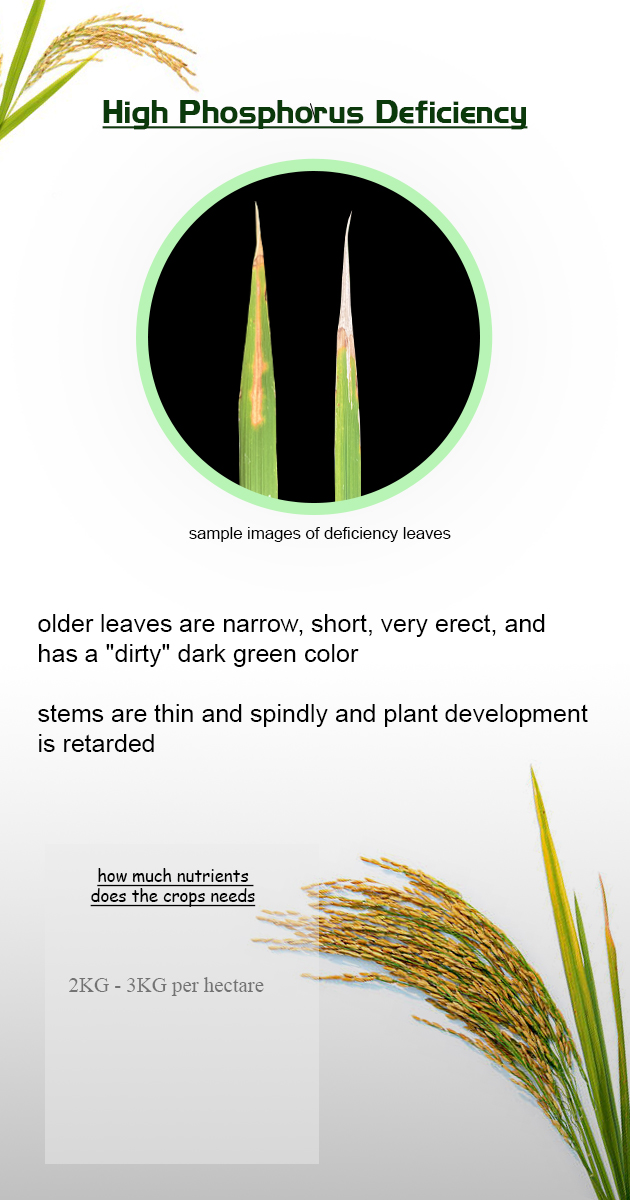 High Phosphorus Deficiency
sample images of deficiency leaves
older leaves are narrow, short, very erect, and
has a "dirty" dark green color
stems are thin and spindly and plant development
is retarded
how much nutrients
does the crops needs
2KG - 3KG per hectare